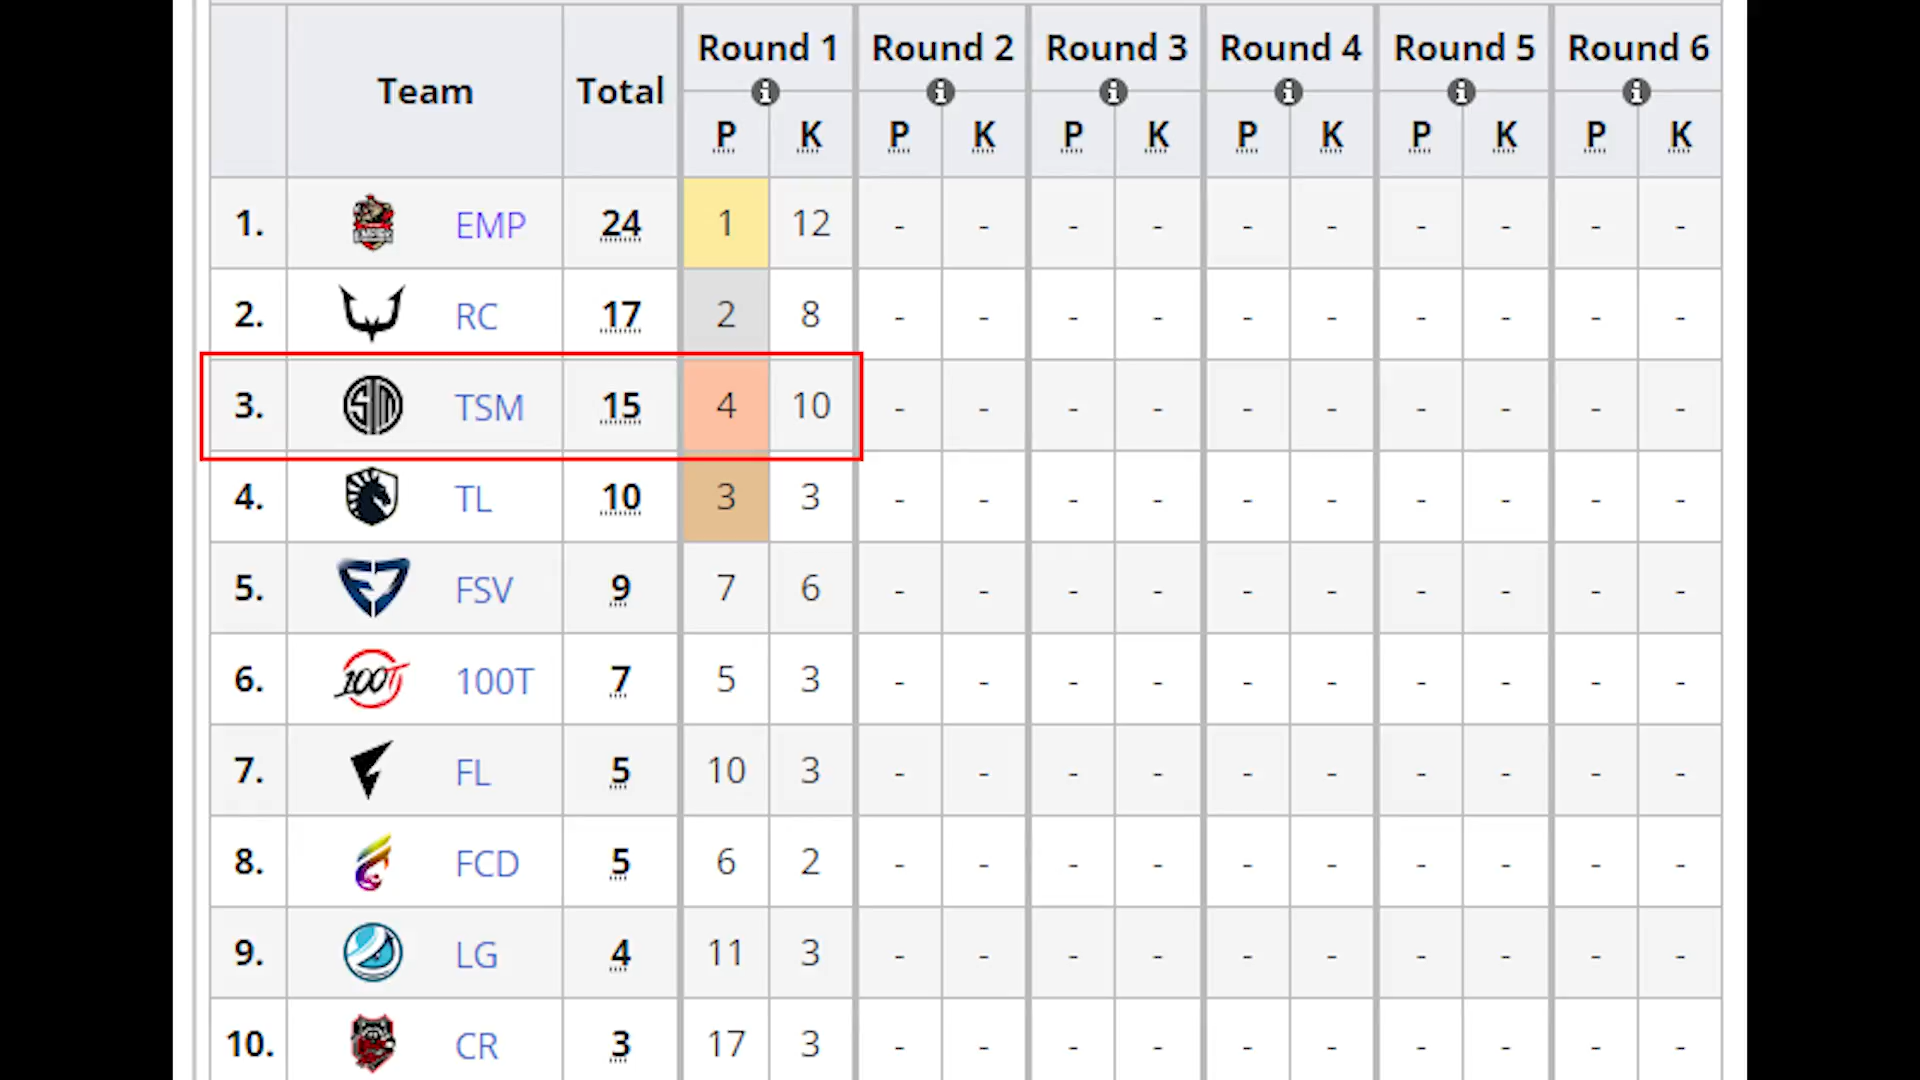 Team Total Round 1 Round 2 Round 3 Round 4 Round 5 Round 6
P K P K P K P K P K P K
1. EMP 24 1 12 - - - - - - - - - -
2. RC 17 2 8 - - - - - - - - - -
3. TSM 15 4 10 - - - - - - - - - -
4. TL 10 3 3 - - - - - - - - - -
5. FSV 9 7 6 - - - - - - - - - -
6. 100T 100T 7 5 3 - - - - - - - - - -
7. FL 5 10 3 - - - - - - - - - -
8. FCD 5 6 2 - - - - - - - - - -
9. LG 4 11 3 - - - - - - - - - -
10. CR 3 17 3 - - - - - - - - - -